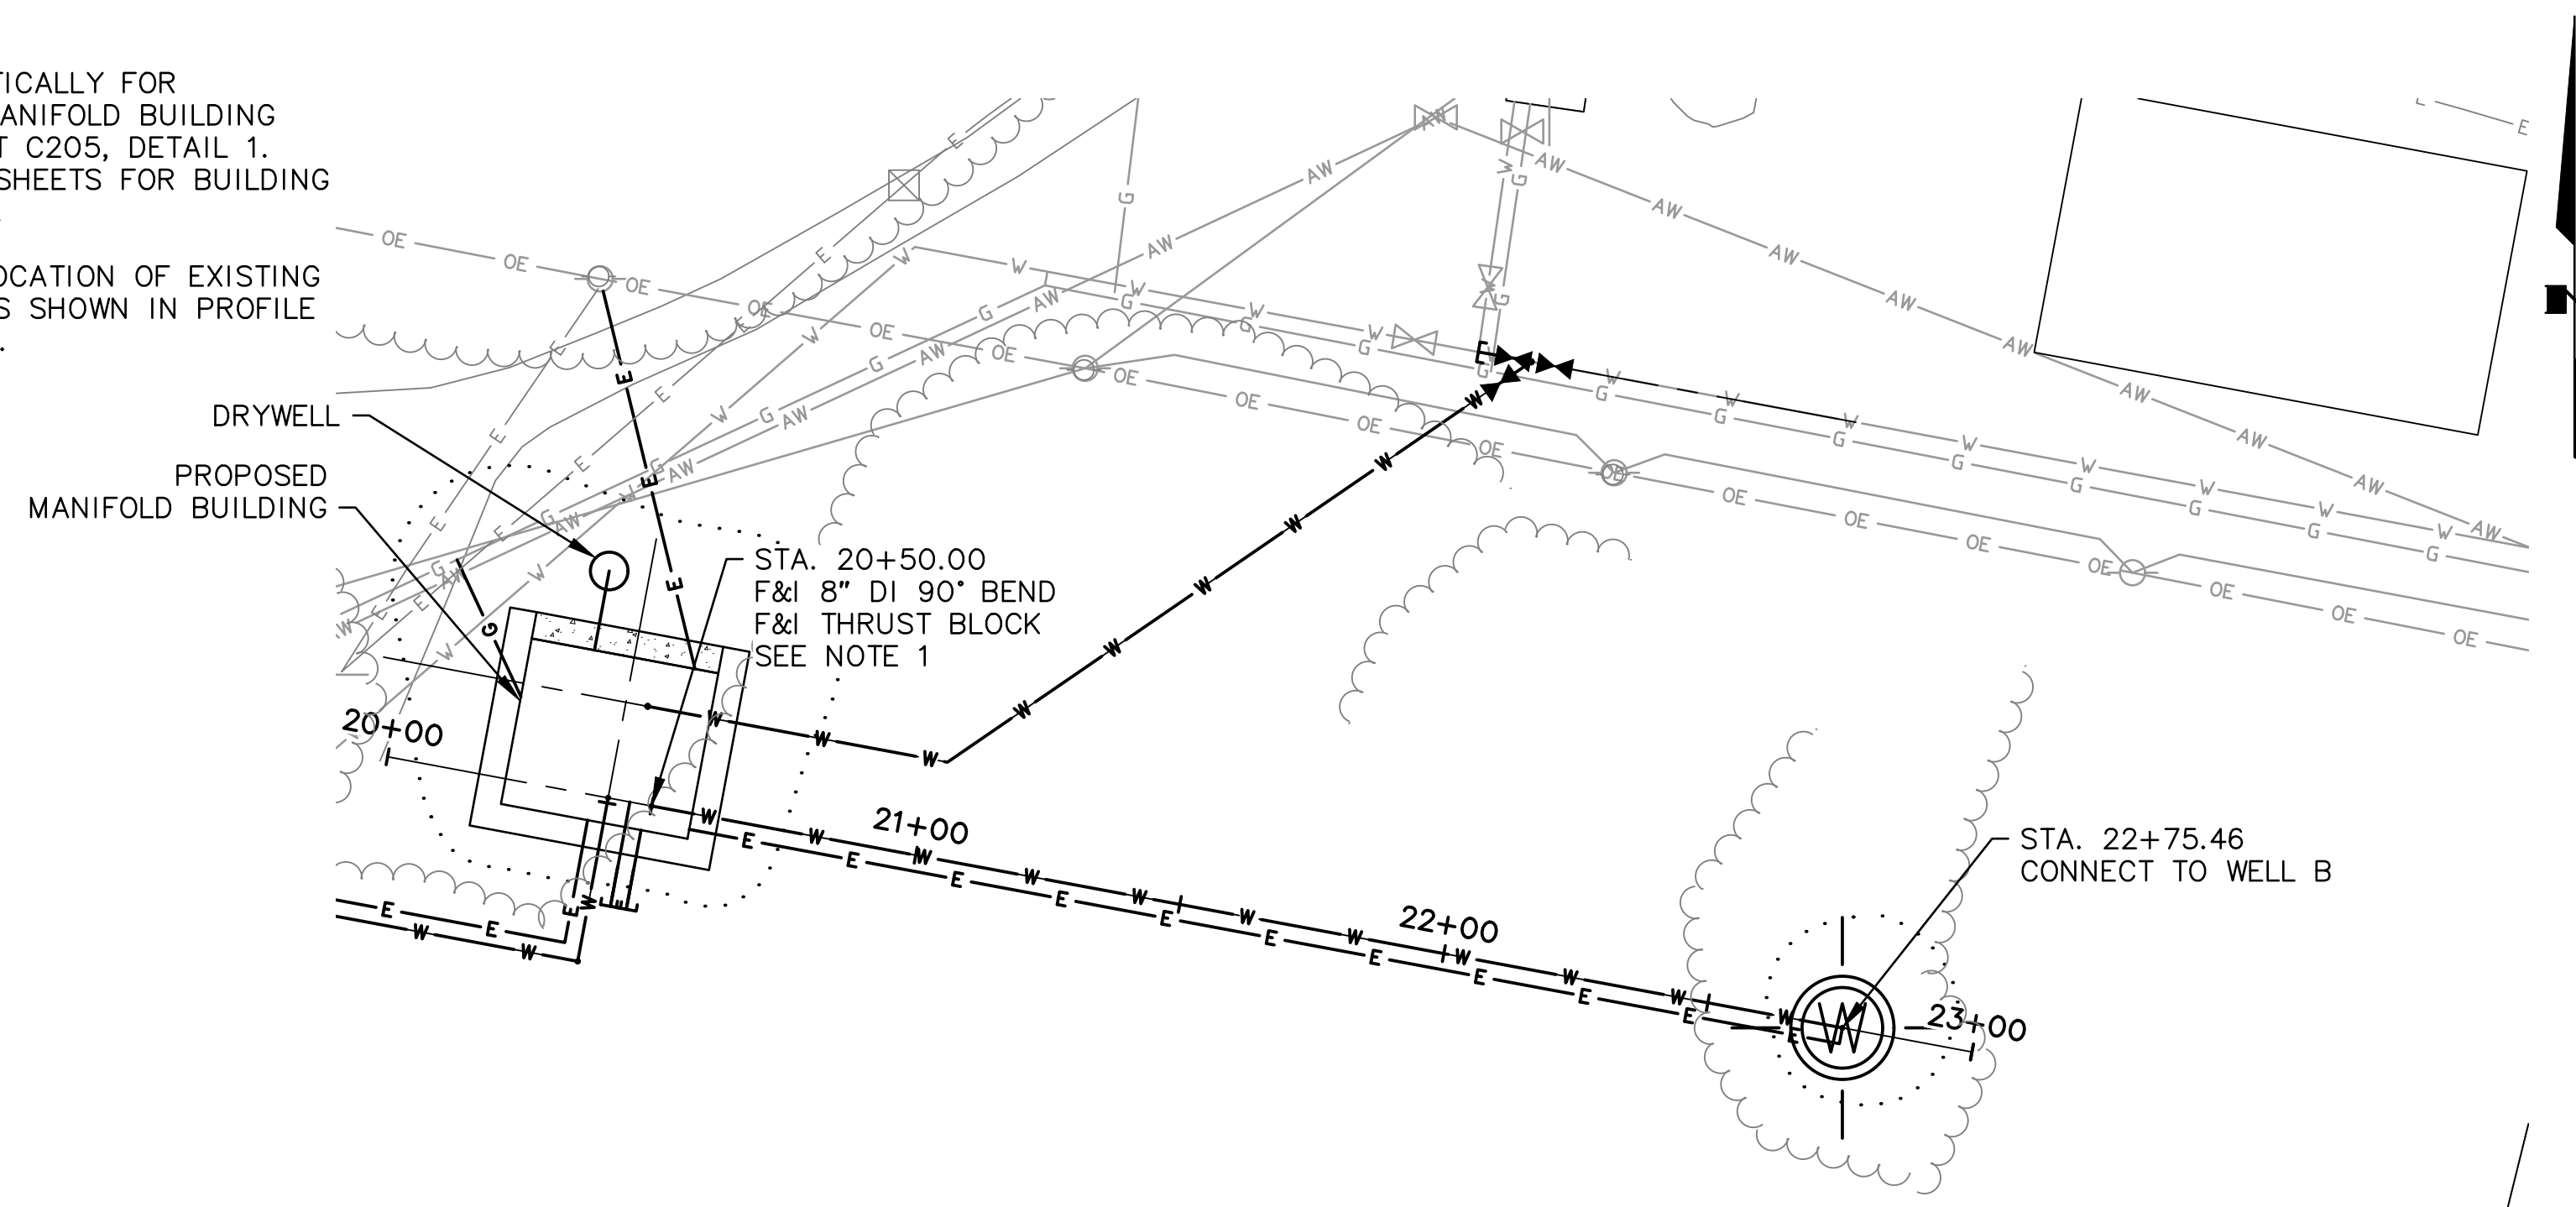 TICALLY FOR
ANIFOLD BUILDING
T C205, DETAIL 1.
SHEETS FOR BUILDING
OCATION OF EXISTING
S SHOWN IN PROFILE
DRYWELL
PROPOSED
MANIFOLD BUILDING
STA. 20+50.00
F&I 8" DI 90° BEND
F&I THRUST BLOCK
SEE NOTE 1
20+00
21+00
22+00
23+00
STA. 22+75.46
CONNECT TO WELL B
W
OE
AW
G
E
W